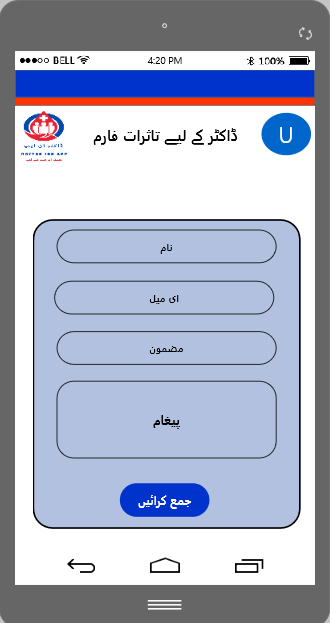 BELL 4:20 PM 100%
ڈاکٹر کے لیے تاثرات فارم
U
نام
ای میل
مضمون
پیغام
جمع کرائیں